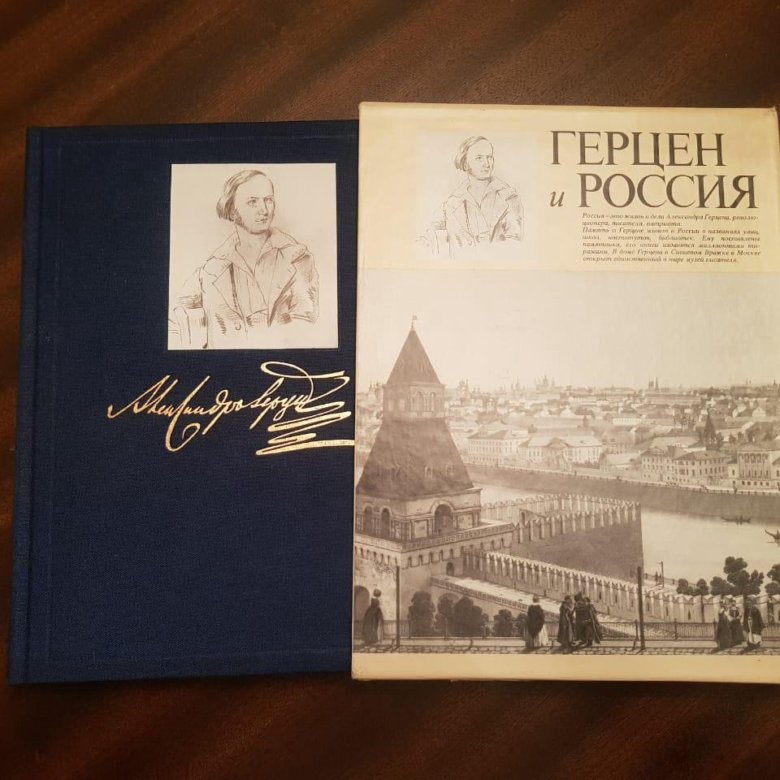 Александр Герцен
ГЕРЦЕН
и РОССИЯ
Россия – это жизнь и дела Александра Герцена, револю-
ционера, писателя, патриота.
Память о Герцене живет в России в названиях улиц,
школ, институтов, библиотек. Ему поставлены
памятники, его книги издаются миллионными ти-
ражами. В доме Герцена в Сивцевом Вражке в Москве
открыт единственный в мире музей писателя.